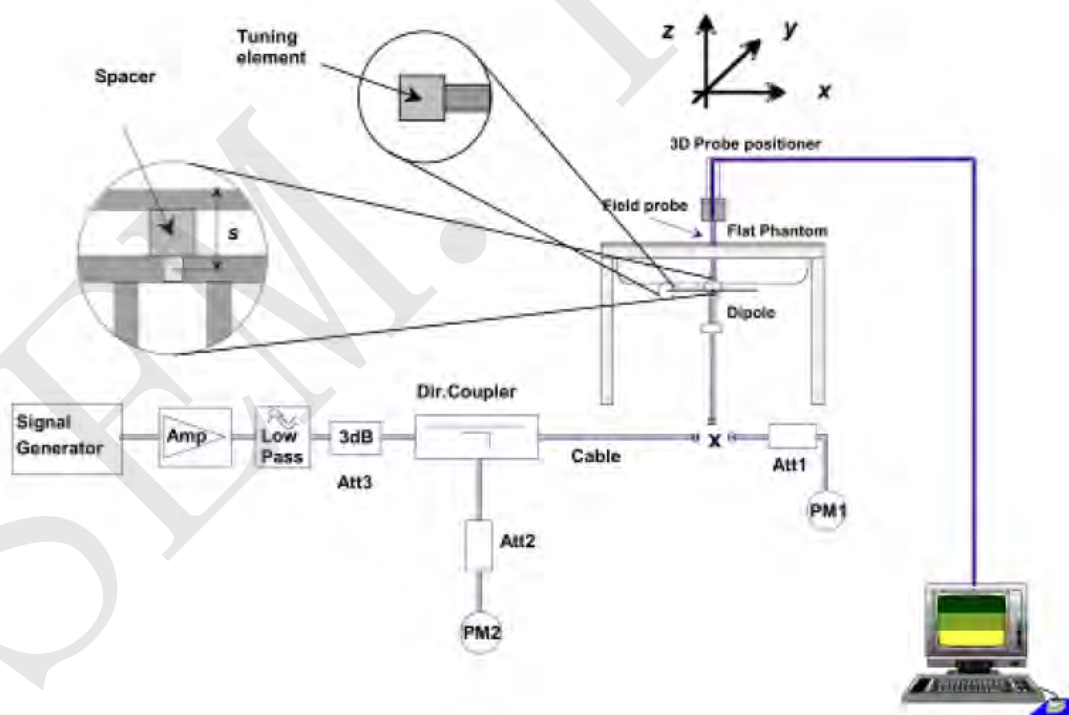 Tuning
element
Spacer
z
y
x
3D Probe positioner
Field probe
Flat Phantom
s
Dipole
Dir.Coupler
Signal
Generator
Amp
Low
Pass
3dB
Att3
Cable
x
Att1
PM1
Att2
PM2